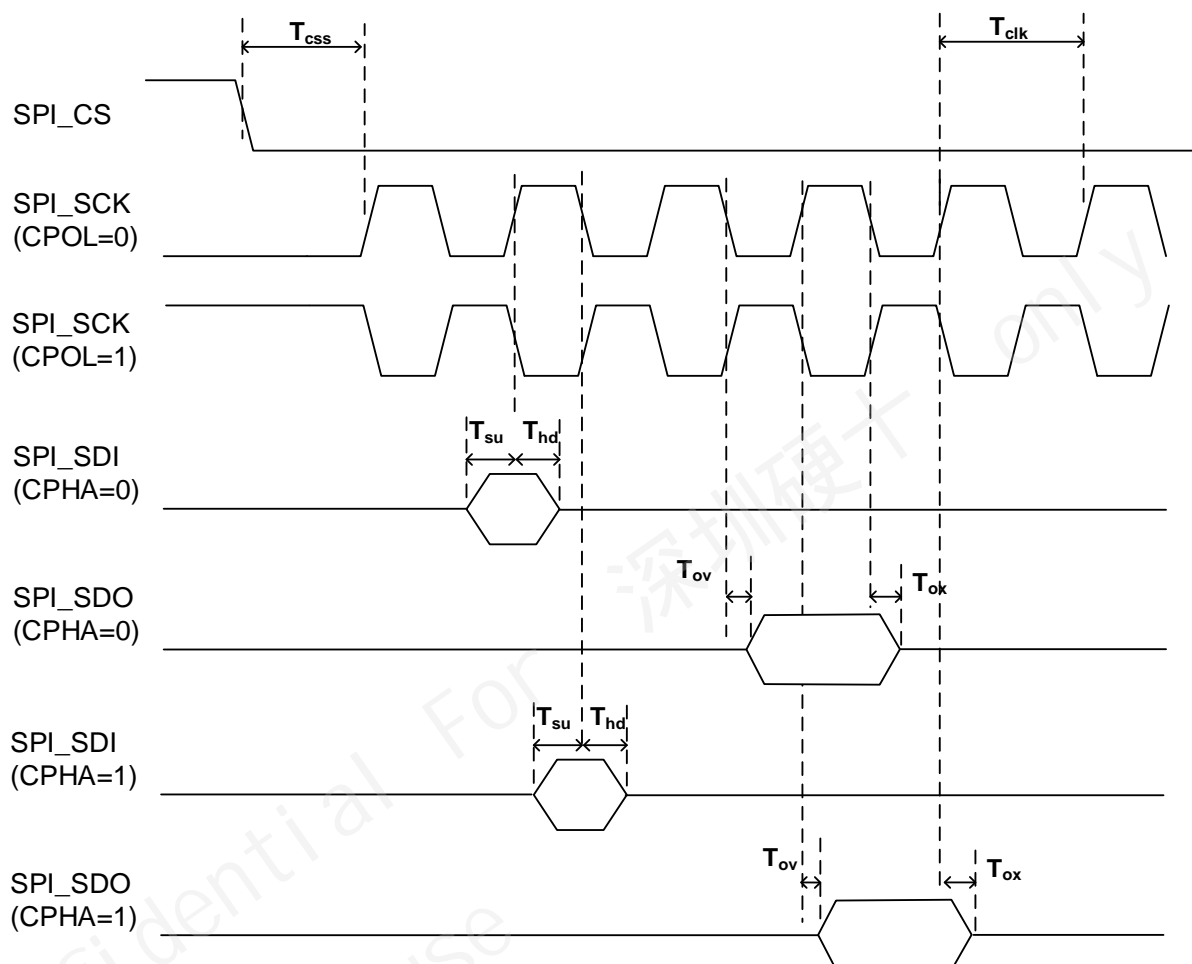 Tcss
Tclk
SPI_CS
SPI_SCK
(CPOL=0)
SPI_SCK
(CPOL=1)
Tsu Thd
SPI_SDI
(CPHA=0)
Tov
Tox
SPI_SDO
(CPHA=0)
Tsu Thd
SPI_SDI
(CPHA=1)
Tov
Tox
SPI_SDO
(CPHA=1)
For 深圳硬十 only